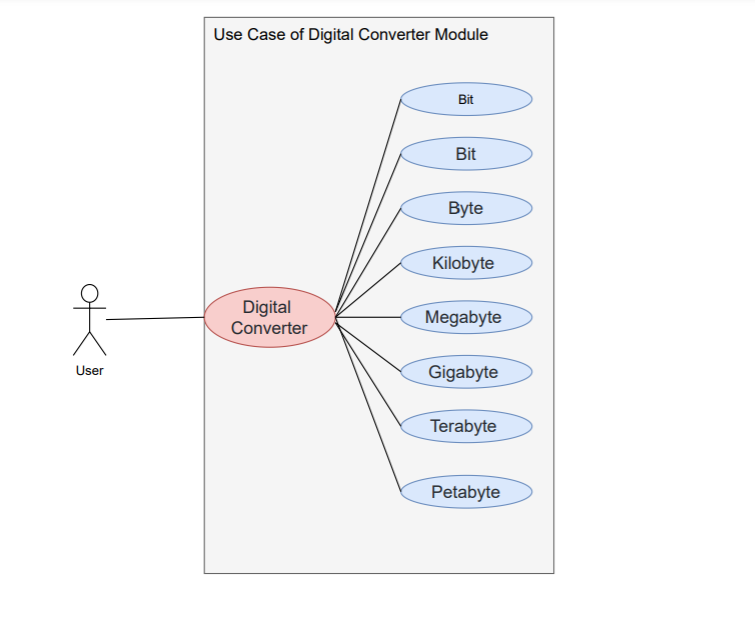 Use Case of Digital Converter Module
Bit
Bit
Byte
Kilobyte
Megabyte
Gigabyte
Terabyte
Petabyte
Digital
Converter
User